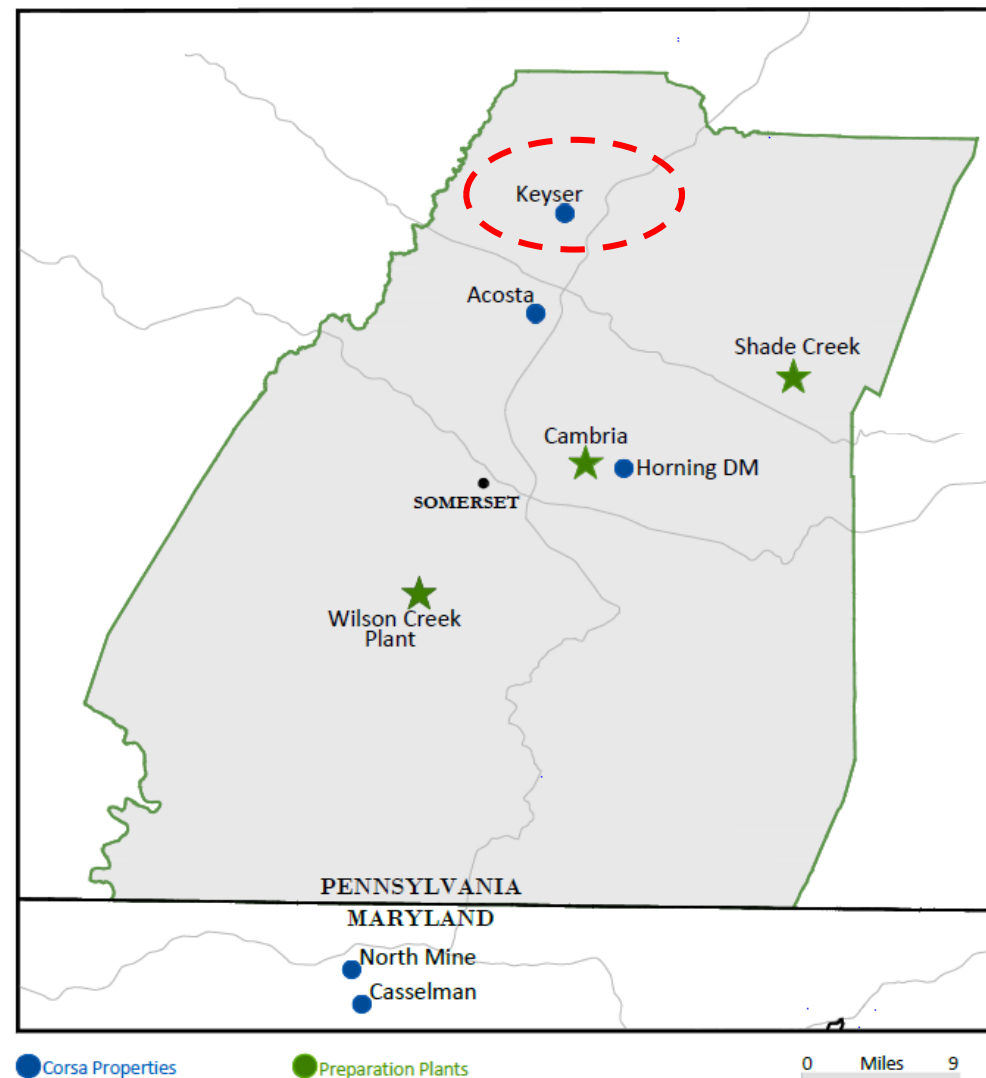 Keyser
Acosta
Shade Creek
Cambria
Horning DM
SOMERSET
Wilson Creek
Plant
PENNSYLVANIA
MARYLAND
North Mine
Casselman
Corsa Properties
Preparation Plants
0 Miles 9